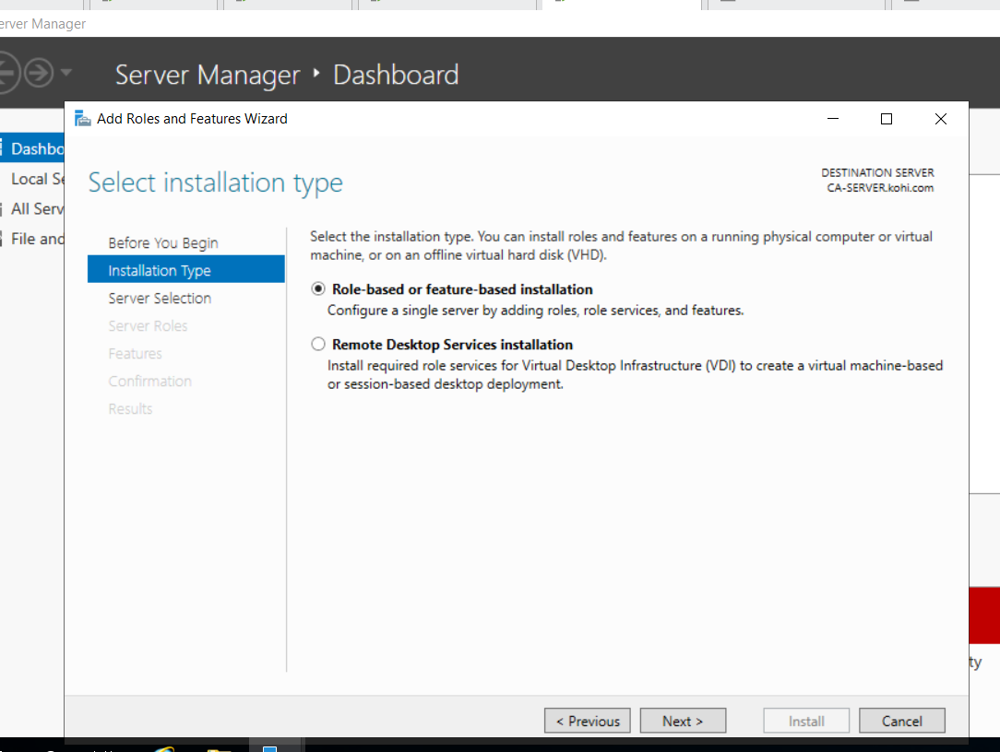 Server Manager
Server Manager ‣ Dashboard
Add Roles and Features Wizard
Dashbo
Local Se
All Serv
File and
Select installation type
DESTINATION SERVER
CA-SERVER.kohi.com
Before You Begin
Installation Type
Server Selection
Server Roles
Features
Confirmation
Results
Select the installation type. You can install roles and features on a running physical computer or virtual
machine, or on an offline virtual hard disk (VHD).
Role-based or feature-based installation
Configure a single server by adding roles, role services, and features.
Remote Desktop Services installation
Install required role services for Virtual Desktop Infrastructure (VDI) to create a virtual machine-based
or session-based desktop deployment.
ty
< Previous
Next >
Install
Cancel